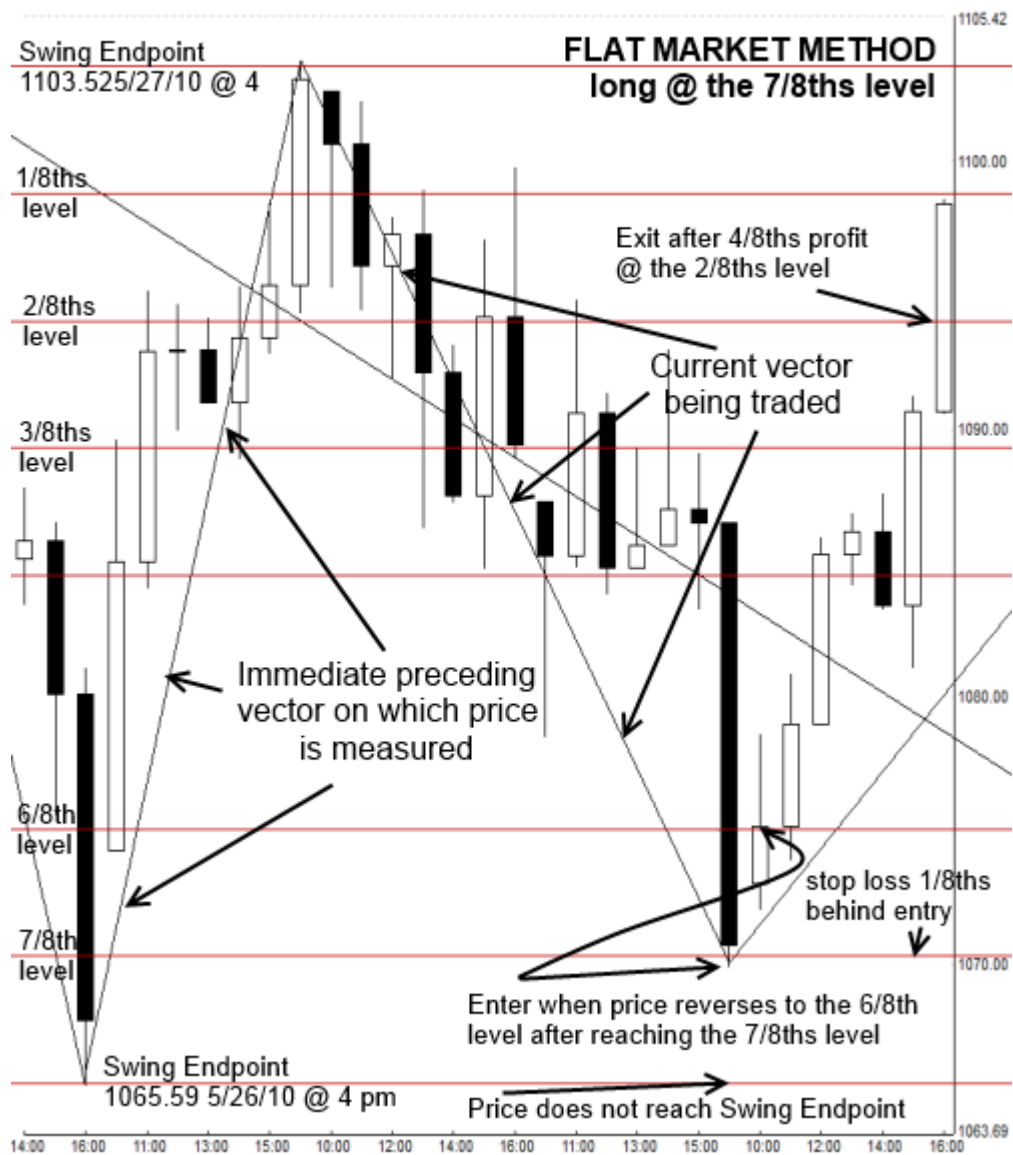 1105.42
Swing Endpoint
1103.525/27/10 @ 4
FLAT MARKET METHOD
long @ the 7/8ths level
1100.00
1/8ths
level
Exit after 4/8ths profit
@ the 2/8ths level
2/8ths
level
Current vector
being traded
3/8ths
level
1090.00
Immediate preceding
vector on which price
is measured
1080.00
6/8th
level
stop loss 1/8ths
behind entry
7/8th
level
1070.00
Enter when price reverses to the 6/8th
level after reaching the 7/8ths level
Swing Endpoint
1065.59 5/26/10 @ 4 pm
Price does not reach Swing Endpoint
1063.69
14:00 16:00 11:00 13:00 15:00 10:00 12:00 14:00 16:00 11:00 13:00 15:00 10:00 12:00 14:00 16:00